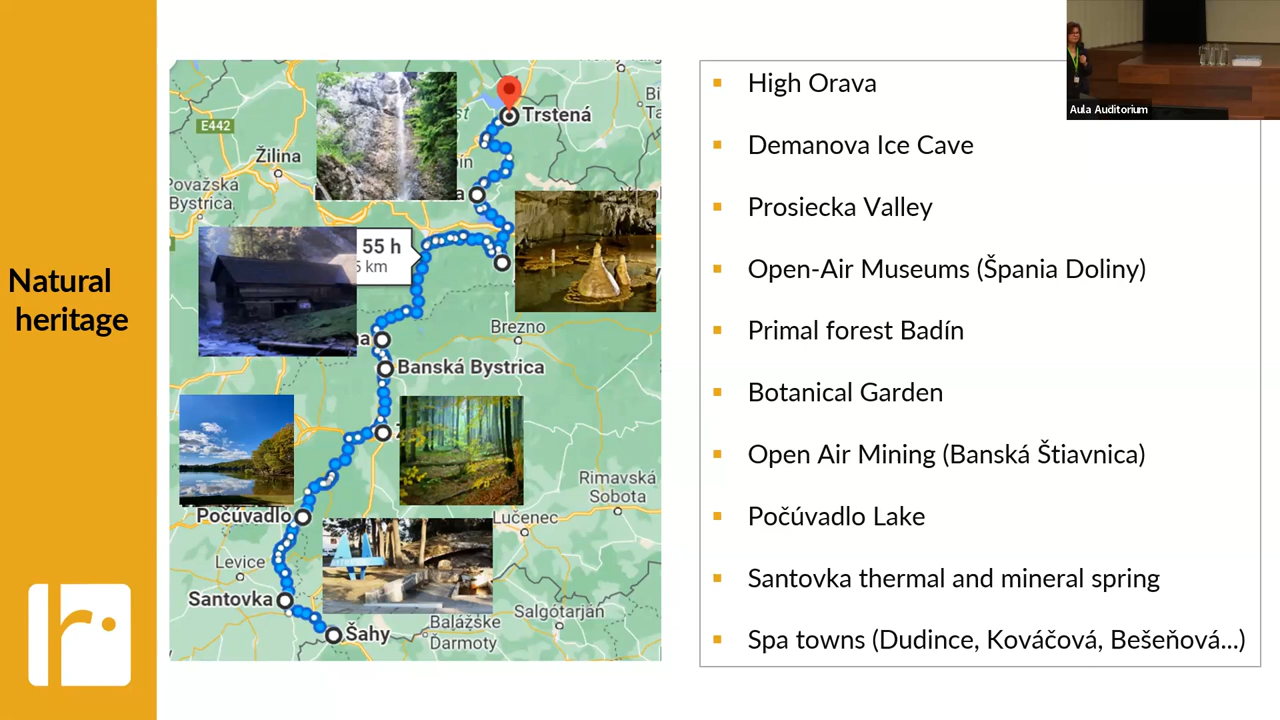 Natural
heritage
E442
Žilina
Považská
Bystrica
Trstená
55 h
km
Brezno
Banská Bystrica
Rimavská
Sobota
Počúvadlo
Lučenec
Levice
Santovka
Šahy
Balážske
Ďarmoty
Salgótarján
High Orava
Demanova Ice Cave
Prosiecka Valley
Open-Air Museums (Špania Doliny)
Primal forest Badín
Botanical Garden
Open Air Mining (Banská Štiavnica)
Počúvadlo Lake
Santovka thermal and mineral spring
Spa towns (Dudince, Kováčová, Bešeňová...)
Aula Auditorium